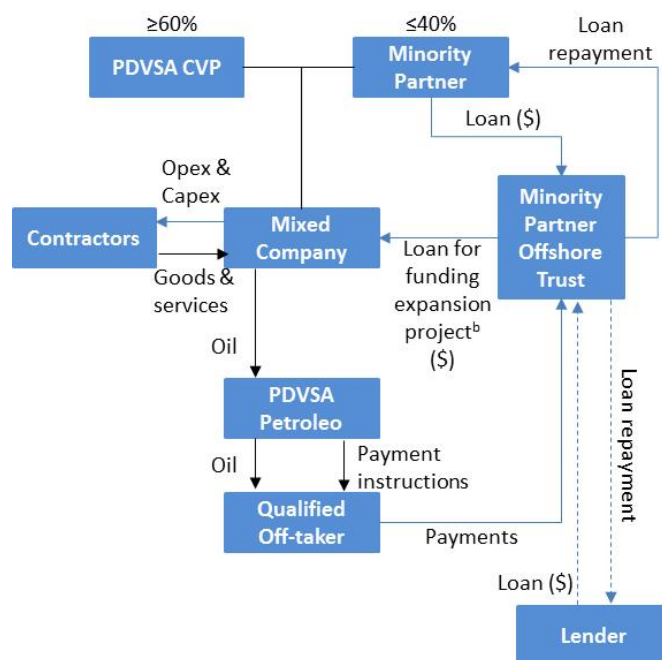 ≥60%
≤40%
PDVSA CVP
Minority
Partner
Loan
repayment
Loan ($)
Opex &
Capex
Contractors
Mixed
Company
Minority
Partner
Offshore
Trust
Goods &
services
Loan for
funding
expansion
projectᵇ
($)
Oil
PDVSA
Petroleo
Loan repayment
Oil
Payment
instructions
Qualified
Off-taker
Payments
Loan ($)
Lender